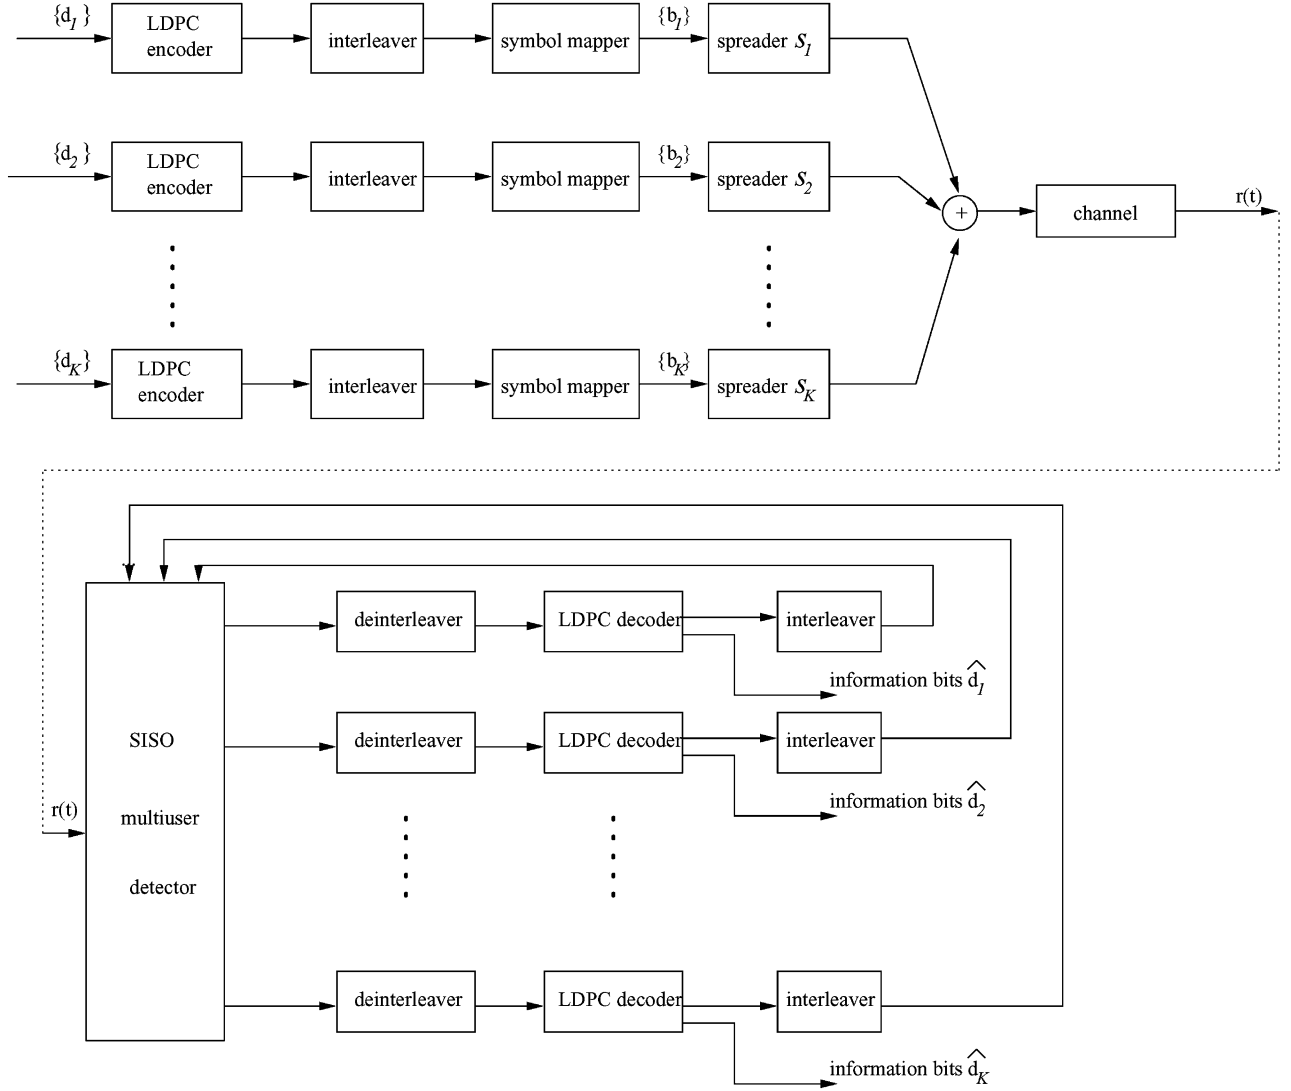 {d1}
LDPC
encoder
interleaver
symbol mapper
{b1}
spreader S1
{d2}
LDPC
encoder
interleaver
symbol mapper
{b2}
spreader S2
+
channel
r(t)
{dK}
LDPC
encoder
interleaver
symbol mapper
{bK}
spreader SK
r(t)
SISO
multiuser
detector
deinterleaver
LDPC decoder
interleaver
information bits d̂1
deinterleaver
LDPC decoder
interleaver
information bits d̂2
deinterleaver
LDPC decoder
interleaver
information bits d̂K